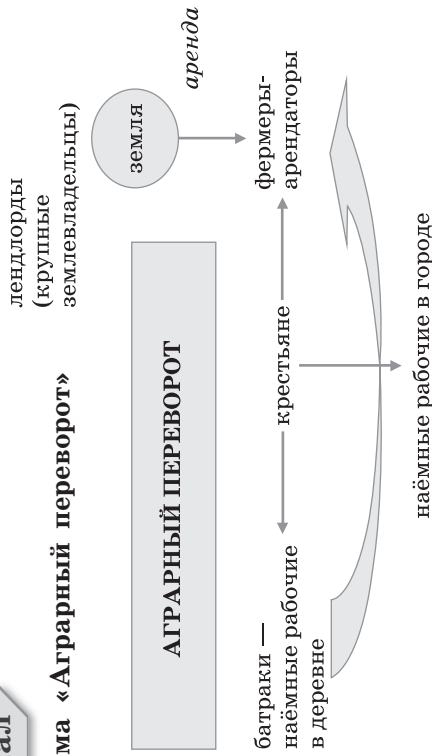 ал
ма «Аграрный переворот»
лендлорды
(крупные
землевладельцы)
земля
аренда
АГРАРНЫЙ ПЕРЕВОРОТ
батраки —
наёмные рабочие
в деревне
крестьяне
фермеры-
арендаторы
наёмные рабочие в городе